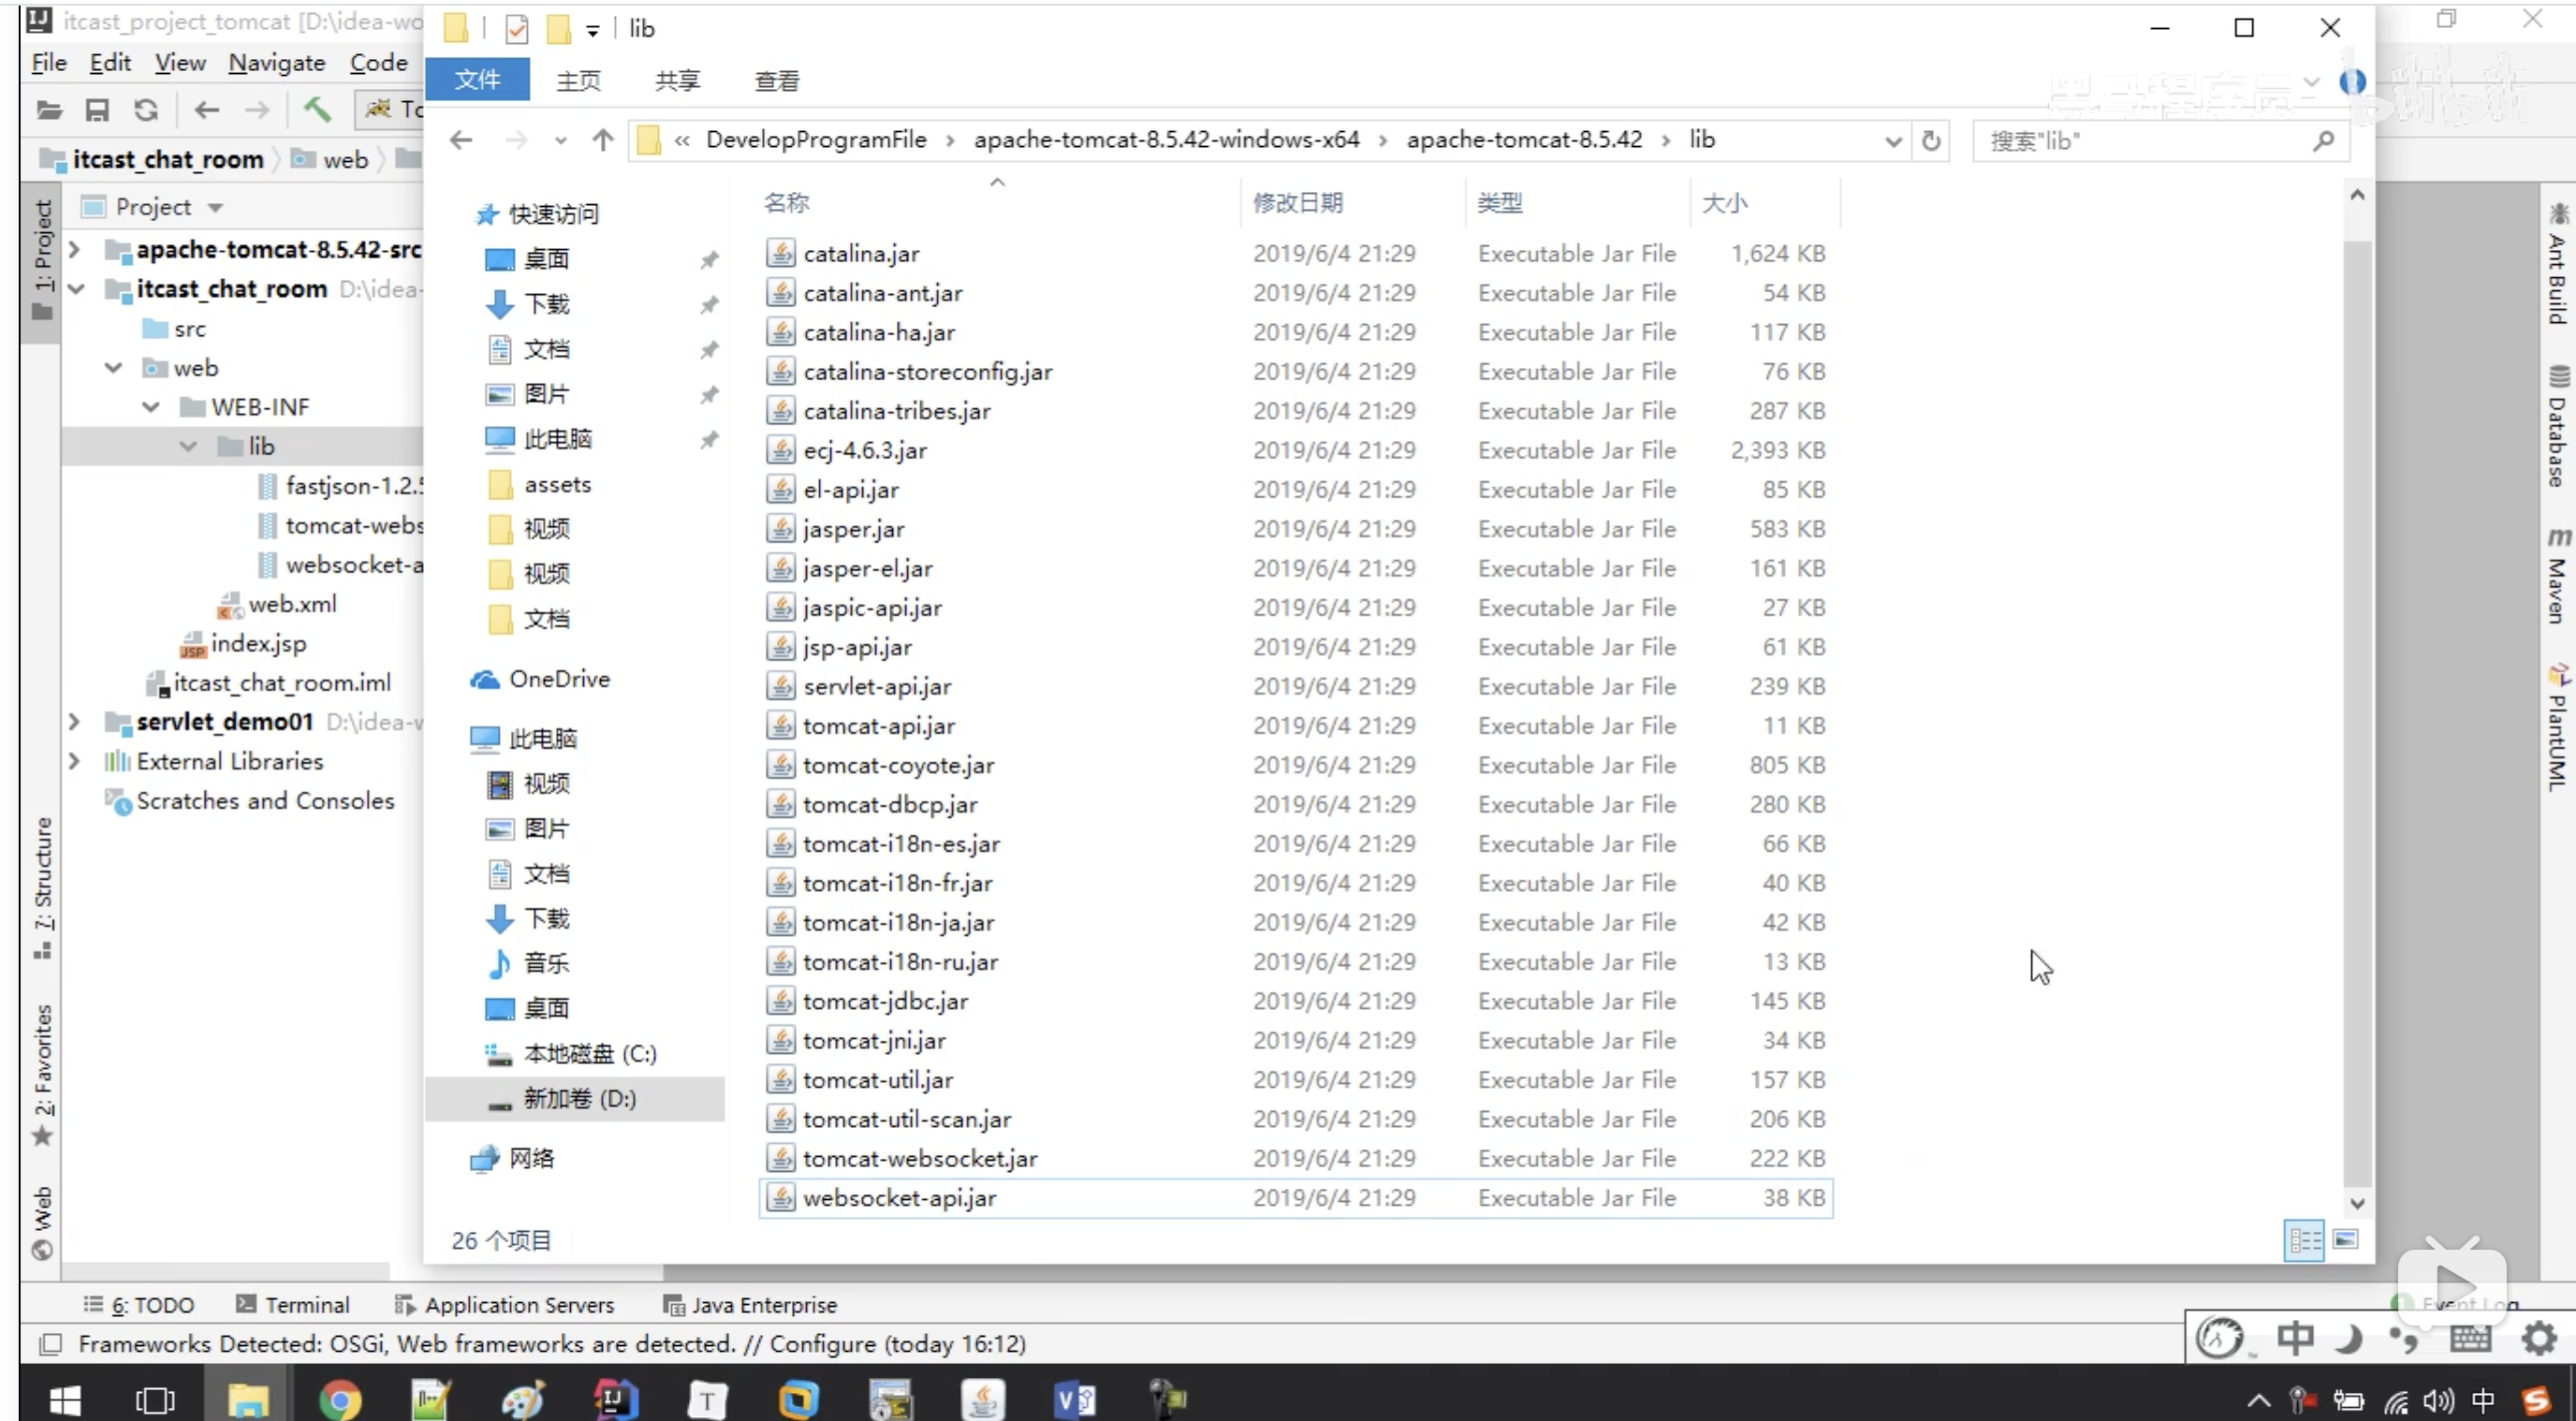 itcast_project_tomcat [D:\idea-wo
File Edit View Navigate Code
To
itcast_chat_room web
1: Project
Project
apache-tomcat-8.5.42-src
itcast_chat_room D:\idea-
src
web
WEB-INF
lib
fastjson-1.2.5
tomcat-webs
websocket-a
web.xml
index.jsp
itcast_chat_room.iml
servlet_demo01 D:\idea-w
External Libraries
Scratches and Consoles
7: Structure
2: Favorites
Web
lib
文件 主页 共享 查看
黑马程序员
« DevelopProgramFile › apache-tomcat-8.5.42-windows-x64 › apache-tomcat-8.5.42 › lib
搜索"lib"
快速访问
桌面
下载
文档
图片
此电脑
assets
视频
视频
文档
OneDrive
此电脑
视频
图片
文档
下载
音乐
桌面
本地磁盘 (C:)
新加卷 (D:)
网络
名称 修改日期 类型 大小
catalina.jar 2019/6/4 21:29 Executable Jar File 1,624 KB
catalina-ant.jar 2019/6/4 21:29 Executable Jar File 54 KB
catalina-ha.jar 2019/6/4 21:29 Executable Jar File 117 KB
catalina-storeconfig.jar 2019/6/4 21:29 Executable Jar File 76 KB
catalina-tribes.jar 2019/6/4 21:29 Executable Jar File 287 KB
ecj-4.6.3.jar 2019/6/4 21:29 Executable Jar File 2,393 KB
el-api.jar 2019/6/4 21:29 Executable Jar File 85 KB
jasper.jar 2019/6/4 21:29 Executable Jar File 583 KB
jasper-el.jar 2019/6/4 21:29 Executable Jar File 161 KB
jaspic-api.jar 2019/6/4 21:29 Executable Jar File 27 KB
jsp-api.jar 2019/6/4 21:29 Executable Jar File 61 KB
servlet-api.jar 2019/6/4 21:29 Executable Jar File 239 KB
tomcat-api.jar 2019/6/4 21:29 Executable Jar File 11 KB
tomcat-coyote.jar 2019/6/4 21:29 Executable Jar File 805 KB
tomcat-dbcp.jar 2019/6/4 21:29 Executable Jar File 280 KB
tomcat-i18n-es.jar 2019/6/4 21:29 Executable Jar File 66 KB
tomcat-i18n-fr.jar 2019/6/4 21:29 Executable Jar File 40 KB
tomcat-i18n-ja.jar 2019/6/4 21:29 Executable Jar File 42 KB
tomcat-i18n-ru.jar 2019/6/4 21:29 Executable Jar File 13 KB
tomcat-jdbc.jar 2019/6/4 21:29 Executable Jar File 145 KB
tomcat-jni.jar 2019/6/4 21:29 Executable Jar File 34 KB
tomcat-util.jar 2019/6/4 21:29 Executable Jar File 157 KB
tomcat-util-scan.jar 2019/6/4 21:29 Executable Jar File 206 KB
tomcat-websocket.jar 2019/6/4 21:29 Executable Jar File 222 KB
websocket-api.jar 2019/6/4 21:29 Executable Jar File 38 KB
26 个项目
Ant Build
Database
Maven
PlantUML
6: TODO Terminal Application Servers Java Enterprise
Event Log
Frameworks Detected: OSGi, Web frameworks are detected. // Configure (today 16:12)
中
中